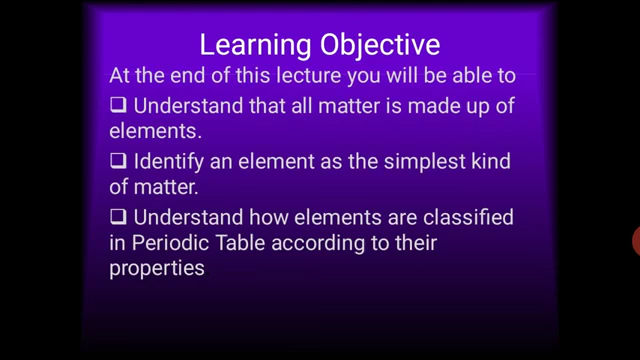 Learning Objective
At the end of this lecture you will be able to
❑ Understand that all matter is made up of
elements.
❑ Identify an element as the simplest kind
of matter.
❑ Understand how elements are classified
in Periodic Table according to their
properties